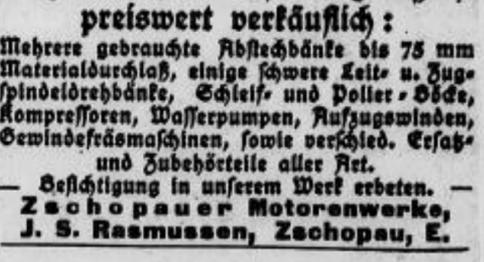 preiswert verkäuflich:
Mehrere gebrauchte Abstechbänke bis 75 mm
Materialdurchlaß, einige schwere Leit- u. Zug-
spindeldrehbänke, Schleif- und Polier-Böcke,
Kompressoren, Wasserpumpen, Aufzugswinden,
Gewindefräsmaschinen, sowie verschied. Ersatz-
und Zubehörteile aller Art.
— Besichtigung in unserem Werk erbeten. —
Zschopauer Motorenwerke,
J. S. Rasmussen, Zschopau, E.